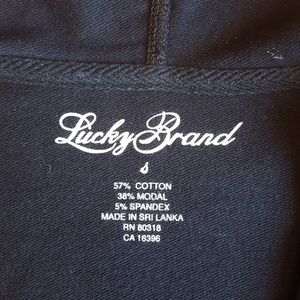 Lucky Brand
S
57% COTTON
38% MODAL
5% SPANDEX
MADE IN SRI LANKA
RN 80318
CA 16396